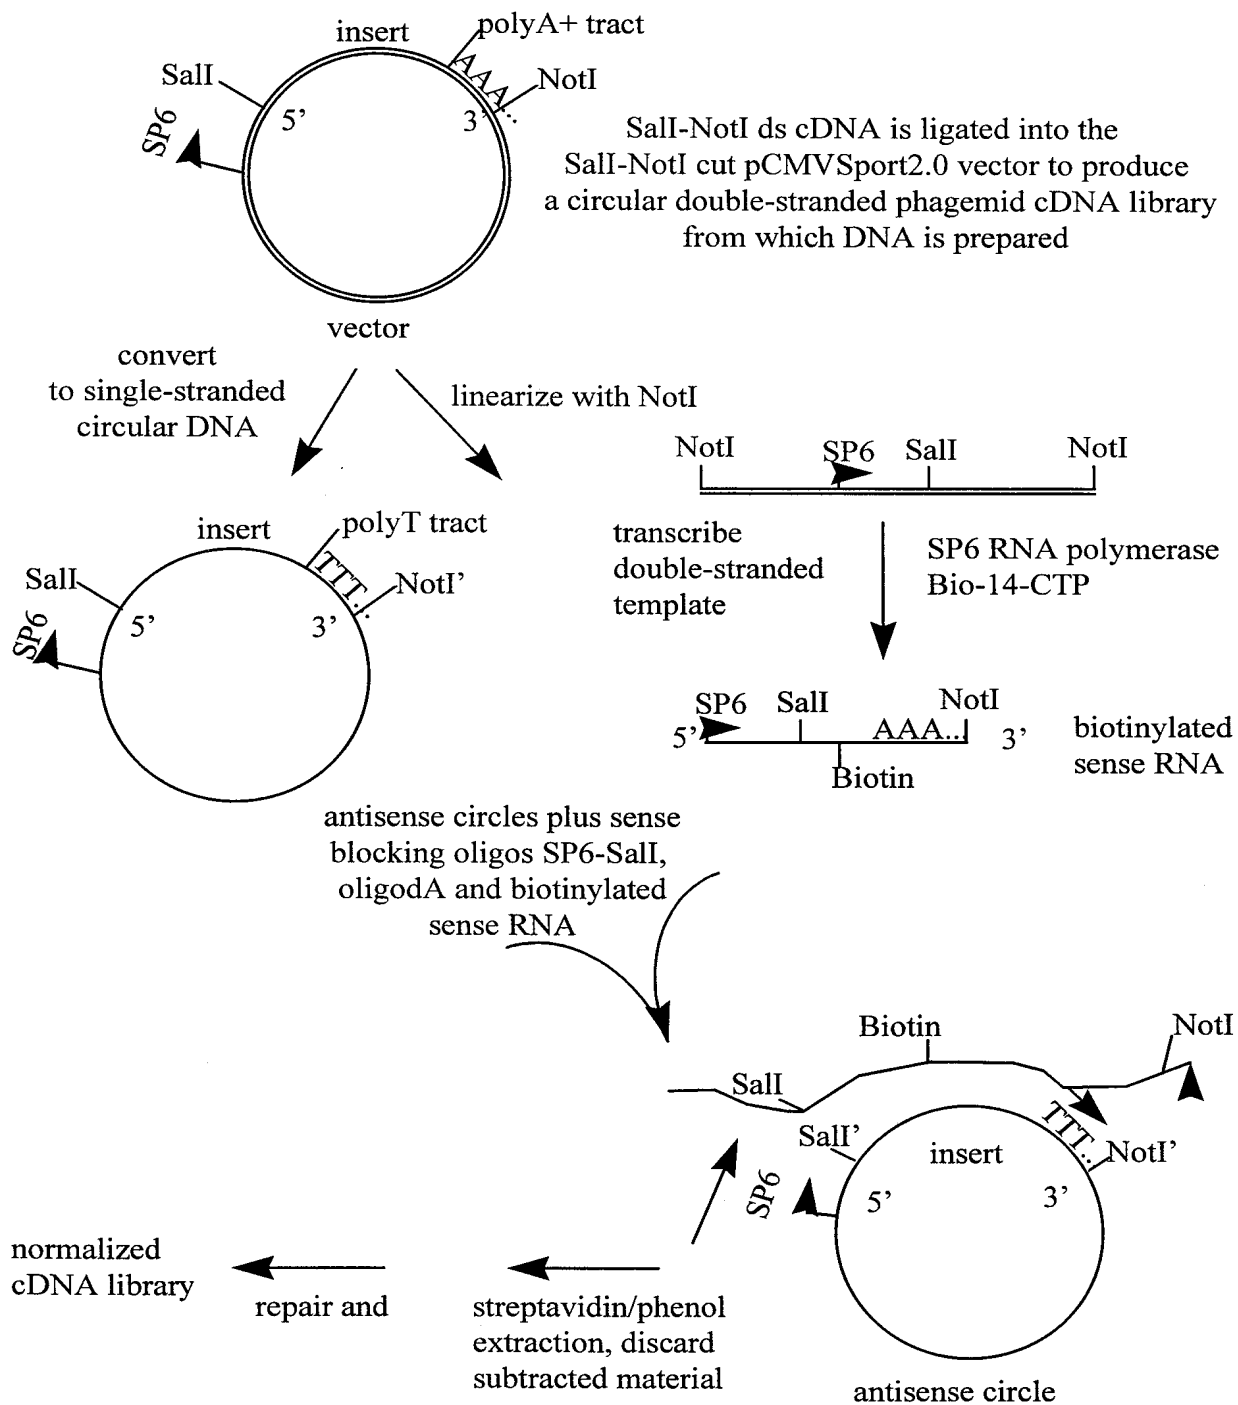 insert
polyA+ tract
AAA...
SalI
NotI
5’
3’
SP6
SalI-NotI ds cDNA is ligated into the
SalI-NotI cut pCMVSport2.0 vector to produce
a circular double-stranded phagemid cDNA library
from which DNA is prepared
vector
convert
to single-stranded
circular DNA
linearize with NotI
NotI
SP6
SalI
NotI
insert
polyT tract
TTT...
SalI
NotI’
5’
3’
SP6
transcribe
double-stranded
template
SP6 RNA polymerase
Bio-14-CTP
SP6
SalI
NotI
5’
AAA...
3’
Biotin
biotinylated
sense RNA
antisense circles plus sense
blocking oligos SP6-SalI,
oligodA and biotinylated
sense RNA
Biotin
NotI
SalI
TTT...
SalI’
insert
NotI’
SP6
5’
3’
normalized
cDNA library
repair and
streptavidin/phenol
extraction, discard
subtracted material
antisense circle